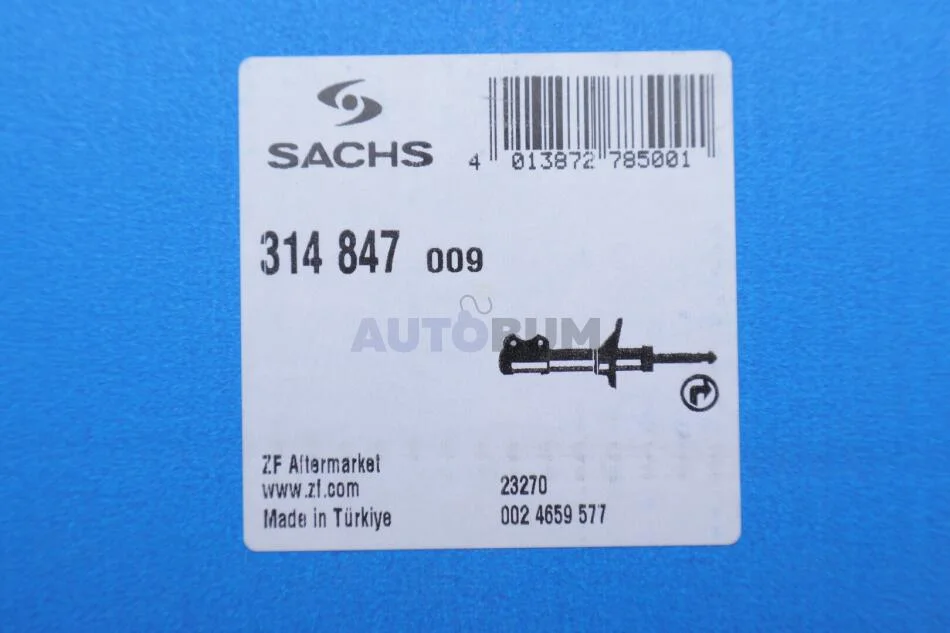 SACHS
4 013872 785001
314 847 009
AUTOBUM
ZF Aftermarket
www.zf.com
Made in Türkiye
23270
002 4659 577